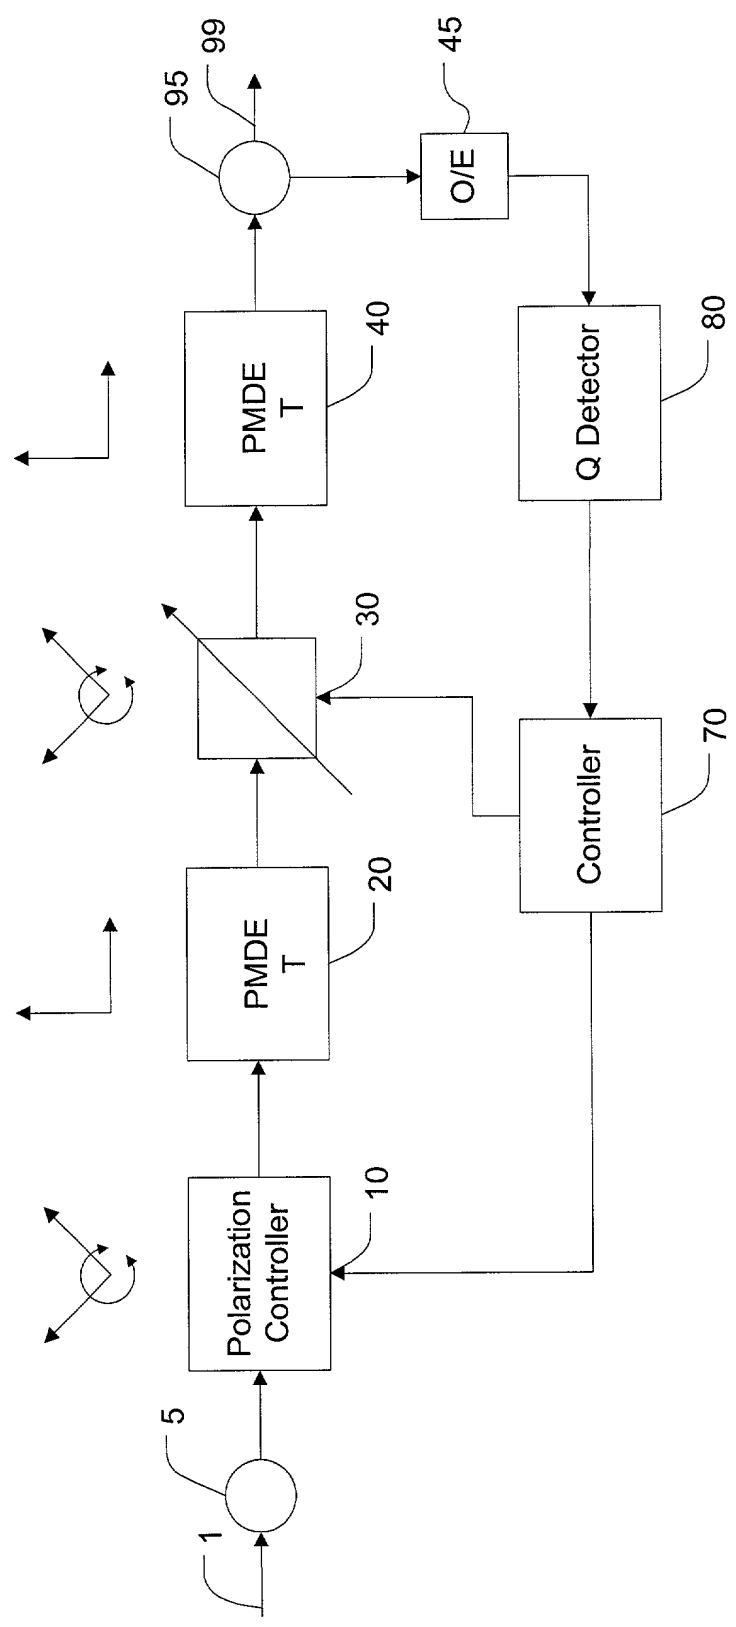 1
5
Polarization
Controller
10
PMDE
T
20
30
PMDE
T
40
95
99
O/E
45
Q Detector
80
Controller
70